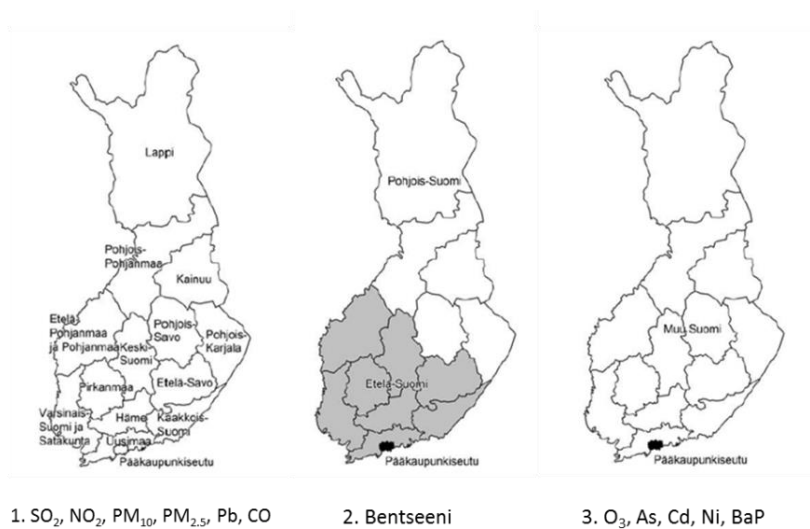 Lappi
Pohjois-
Pohjanmaa
Kainuu
Etelä-
Pohjanmaa
ja Pohjanmaa
Keski-
Suomi
Pohjois-
Savo
Pohjois-
Karjala
Pirkanmaa
Etelä-Savo
Varsinais-
Suomi ja
Satakunta
Häme
Kaakkois-
Suomi
Uusimaa
Pääkaupunkiseutu
1. SO₂, NO₂, PM₁₀, PM₂.₅, Pb, CO
Pohjois-Suomi
Etelä-Suomi
Pääkaupunkiseutu
2. Bentseeni
Muu Suomi
Pääkaupunkiseutu
3. O₃, As, Cd, Ni, BaP